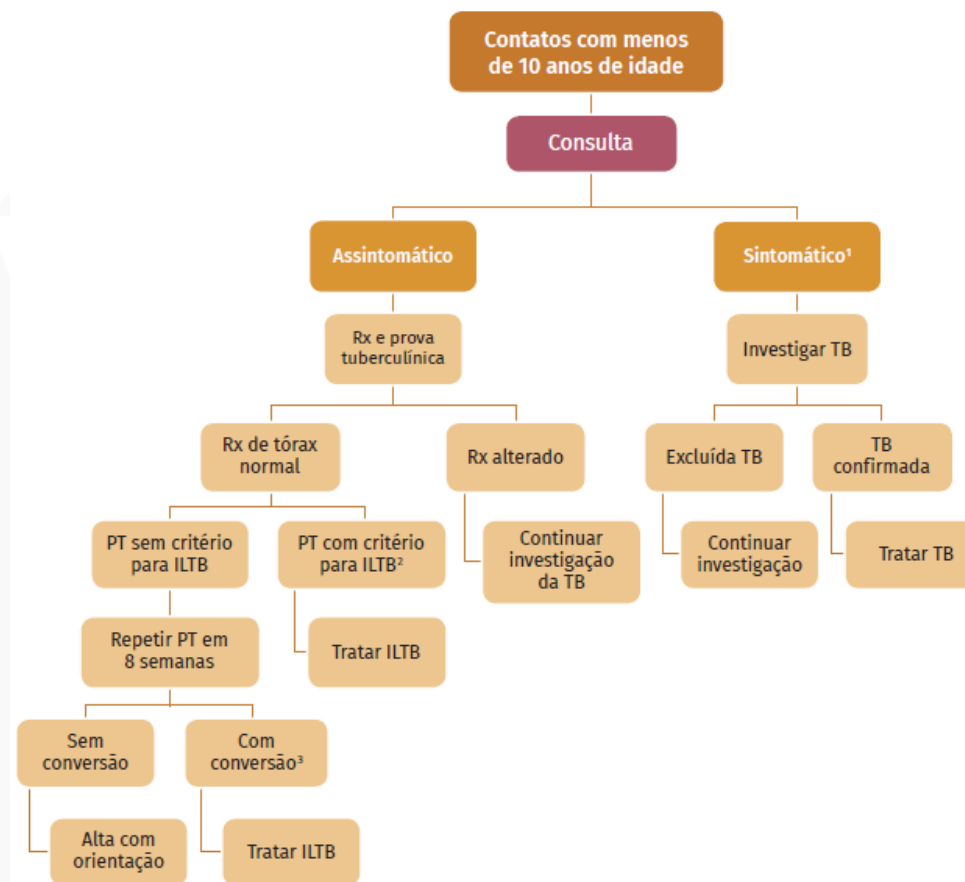 Contatos com menos
de 10 anos de idade
Consulta
Assintomático
Sintomático¹
Rx e prova
tuberculínica
Investigar TB
Rx de tórax
normal
Rx alterado
Excluída TB
TB
confirmada
PT sem critério
para ILTB
PT com critério
para ILTB²
Continuar
investigação
da TB
Continuar
investigação
Tratar TB
Repetir PT em
8 semanas
Tratar ILTB
Sem
conversão
Com
conversão³
Alta com
orientação
Tratar ILTB